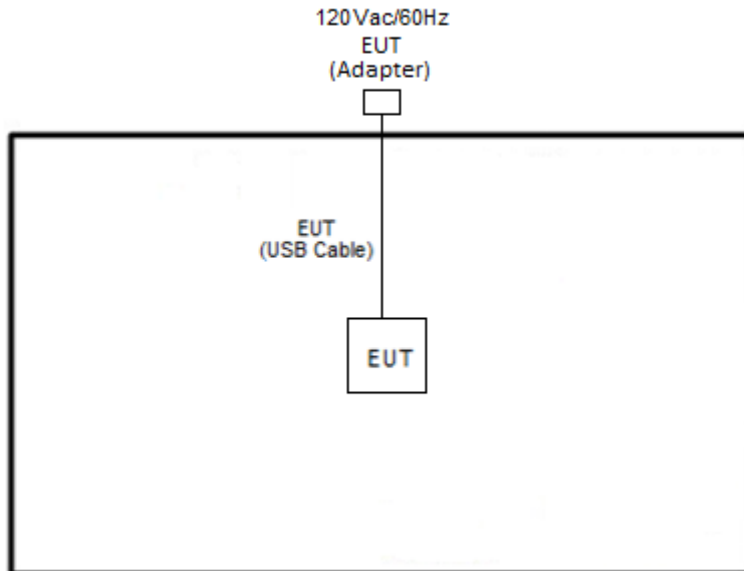 120Vac/60Hz
EUT
(Adapter)
EUT
(USB Cable)
EUT